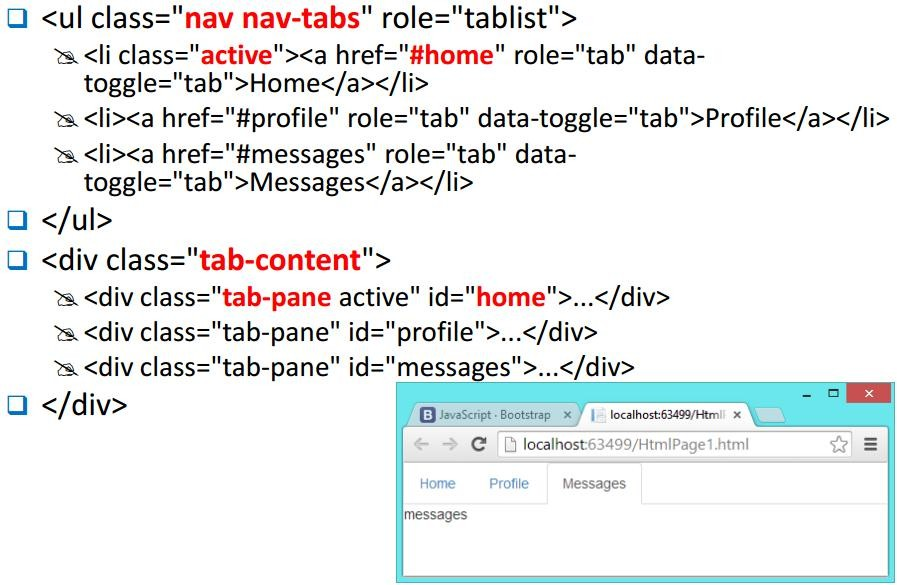 <ul class="nav nav-tabs" role="tablist">
<li class="active"><a href="#home" role="tab" data-
toggle="tab">Home</a></li>
<li><a href="#profile" role="tab" data-toggle="tab">Profile</a></li>
<li><a href="#messages" role="tab" data-
toggle="tab">Messages</a></li>
</ul>
<div class="tab-content">
<div class="tab-pane active" id="home">...</div>
<div class="tab-pane" id="profile">...</div>
<div class="tab-pane" id="messages">...</div>
</div>
B JavaScript · Bootstrap × localhost:63499/Html ×
localhost:63499/HtmlPage1.html
Home Profile Messages
messages